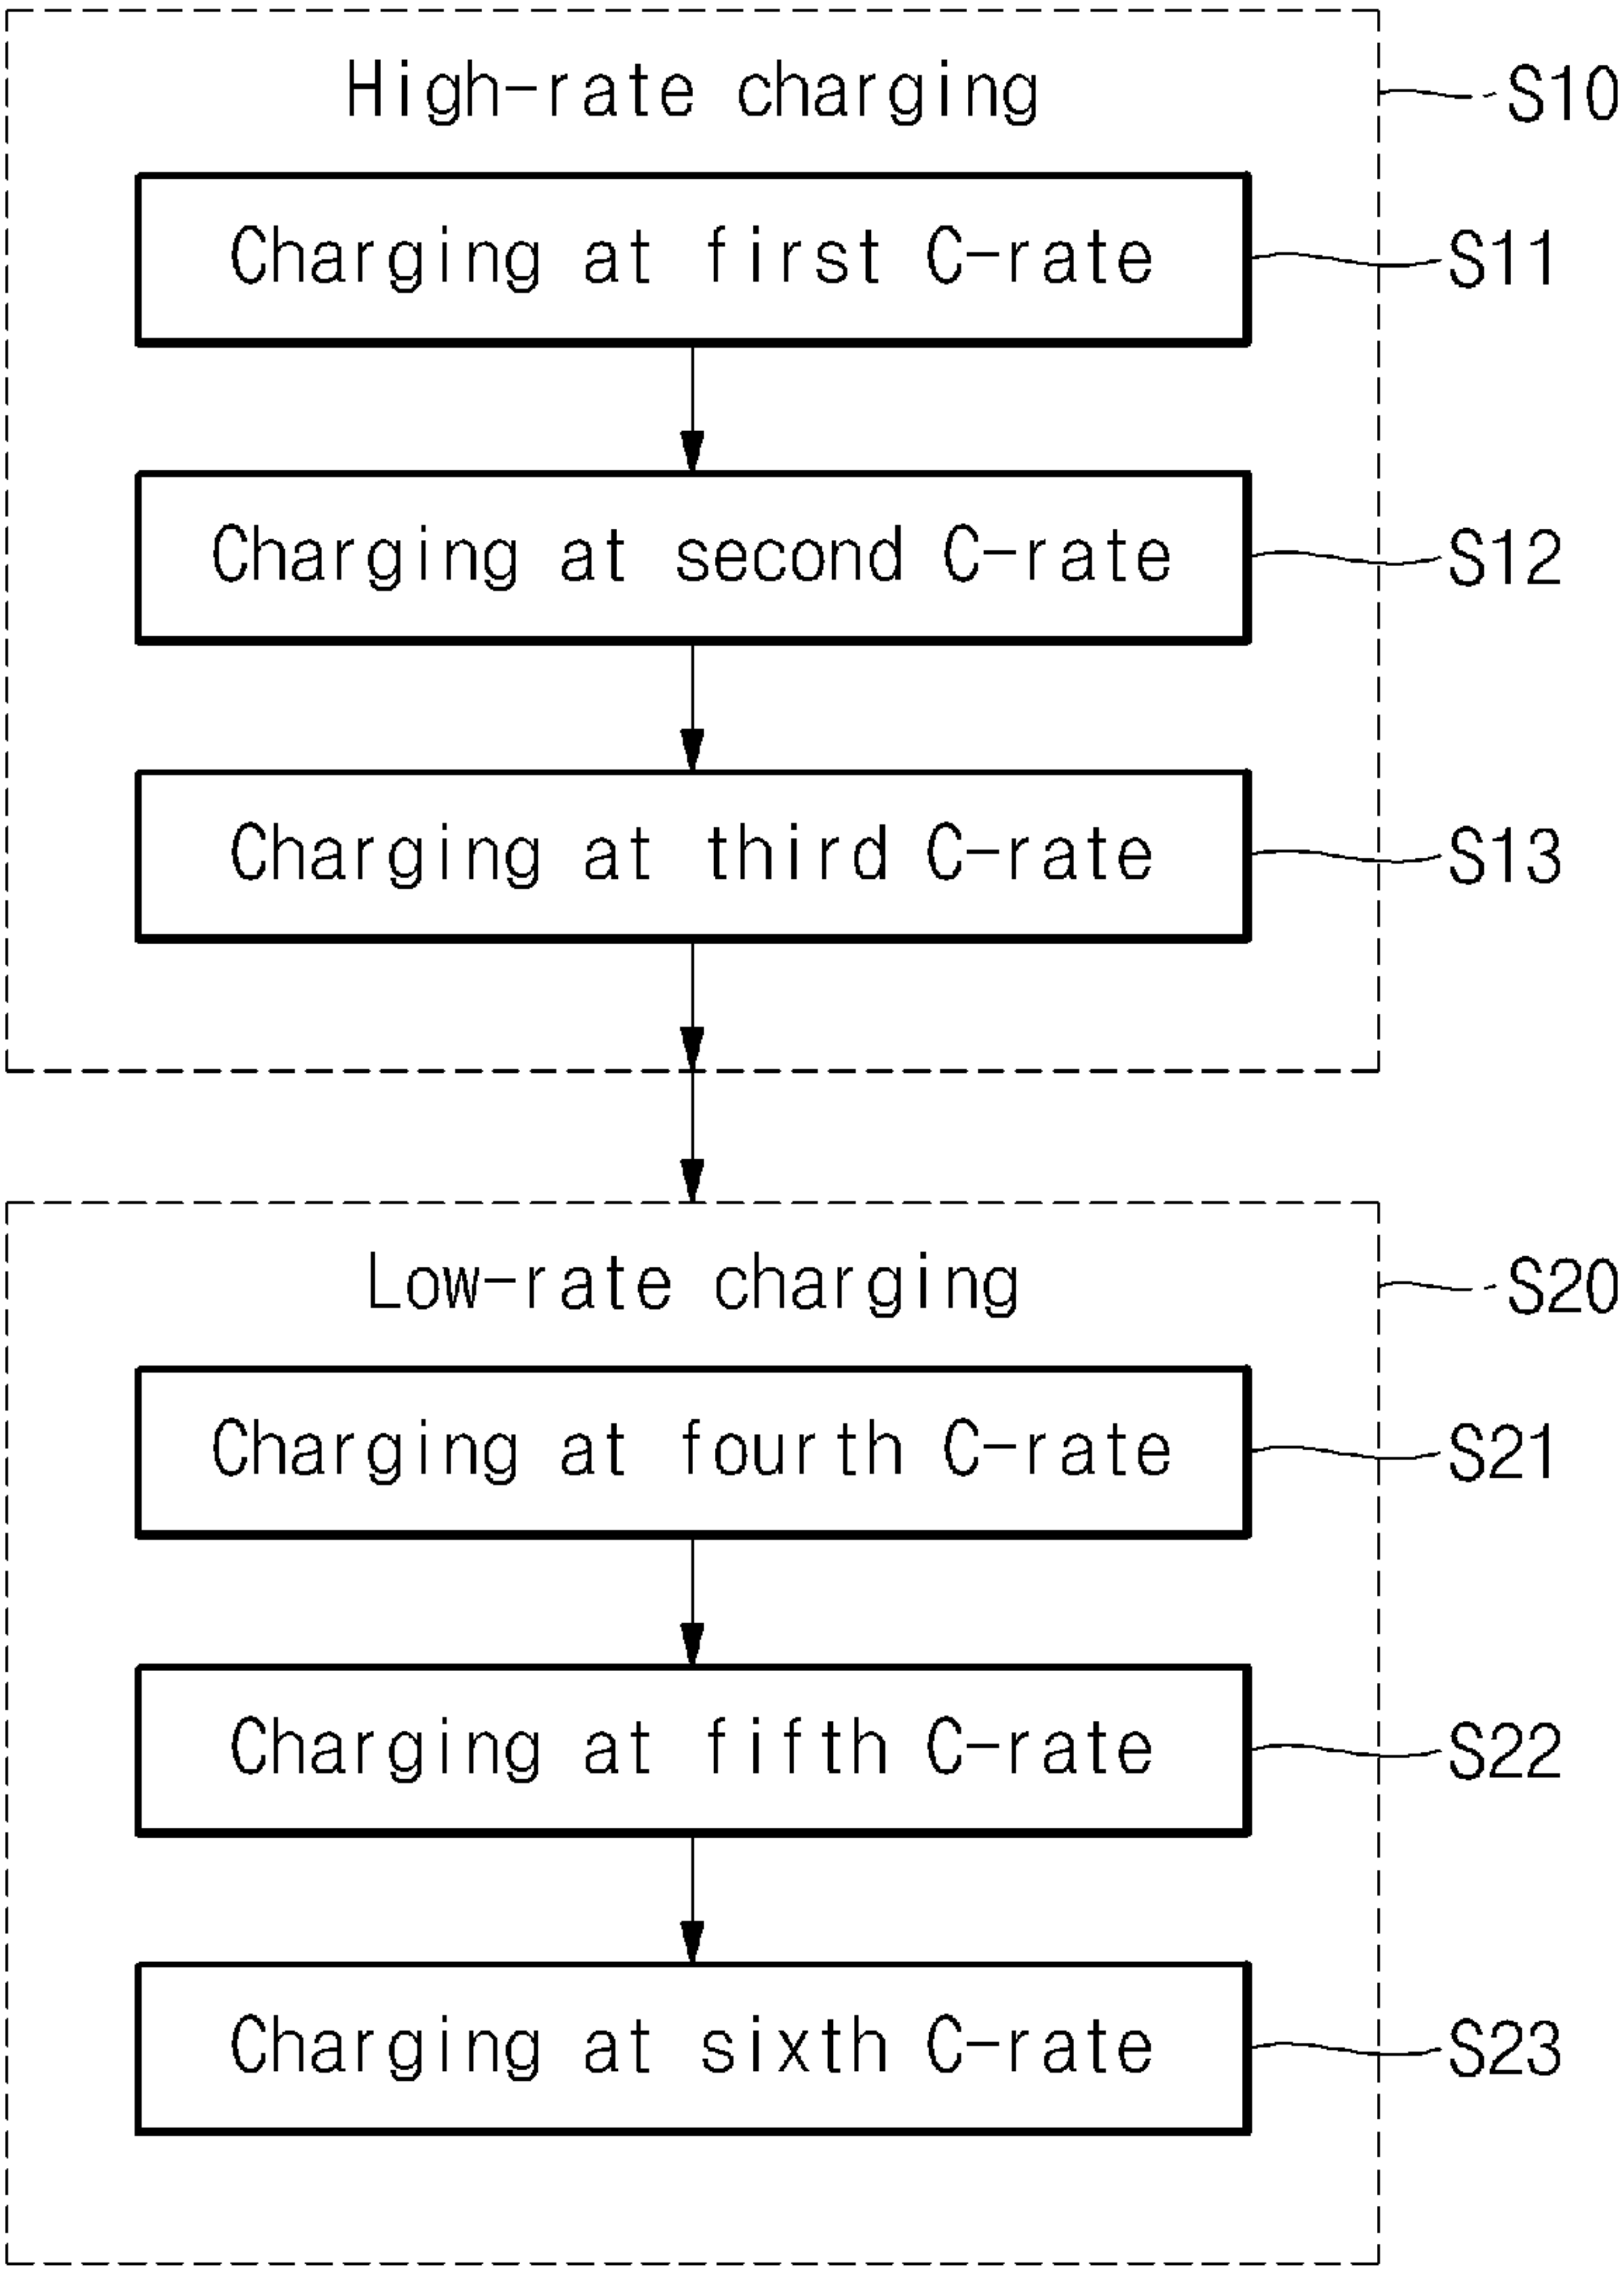 High-rate charging
S10
Charging at first C-rate
S11
Charging at second C-rate
S12
Charging at third C-rate
S13
Low-rate charging
S20
Charging at fourth C-rate
S21
Charging at fifth C-rate
S22
Charging at sixth C-rate
S23